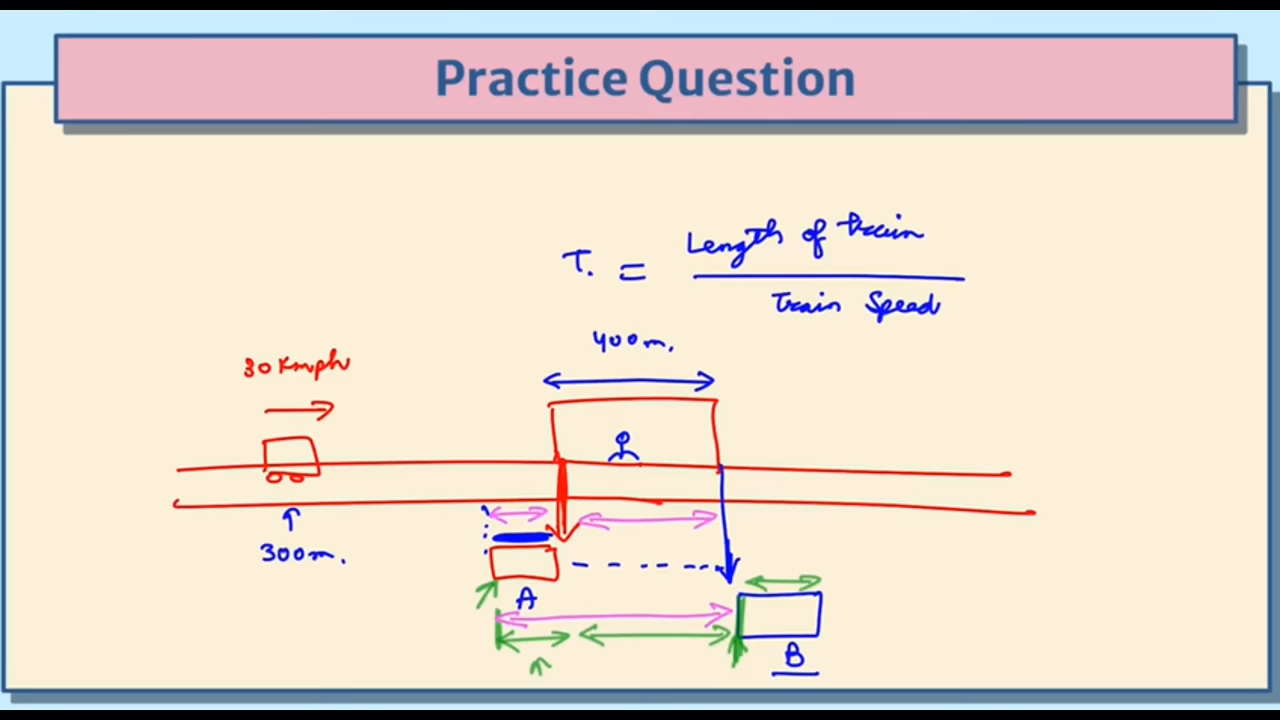 Practice Question
T. = Length of train
Train Speed
400m.
30 Kmph
300m.
A
B